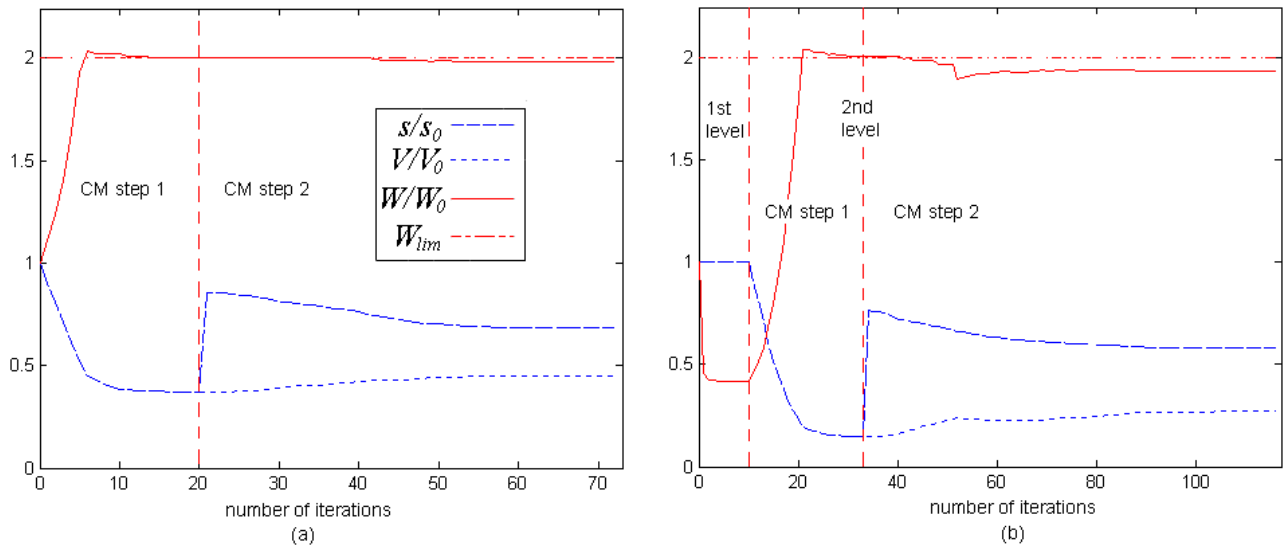 2
1.5
1
0.5
0
0 10 20 30 40 50 60 70
CM step 1
CM step 2
s/s0
V/V0
W/W0
Wlim
number of iterations
(a)
2
1.5
1
0.5
0
0 20 40 60 80 100
1st
level
2nd
level
CM step 1
CM step 2
number of iterations
(b)